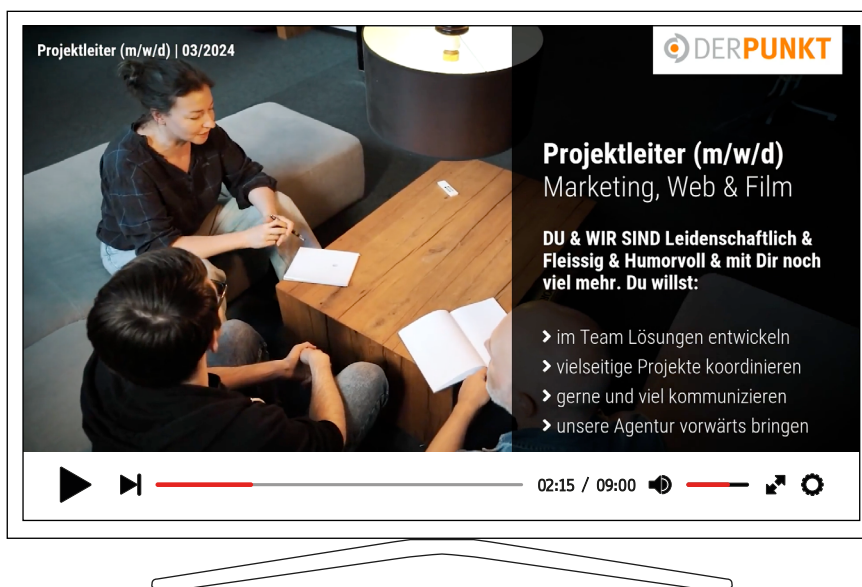 Projektleiter (m/w/d) | 03/2024
DERPUNKT
Projektleiter (m/w/d)
Marketing, Web & Film
DU & WIR SIND Leidenschaftlich &
Fleissig & Humorvoll & mit Dir noch
viel mehr. Du willst:
im Team Lösungen entwickeln
vielseitige Projekte koordinieren
gerne und viel kommunizieren
unsere Agentur vorwärts bringen
02:15 / 09:00